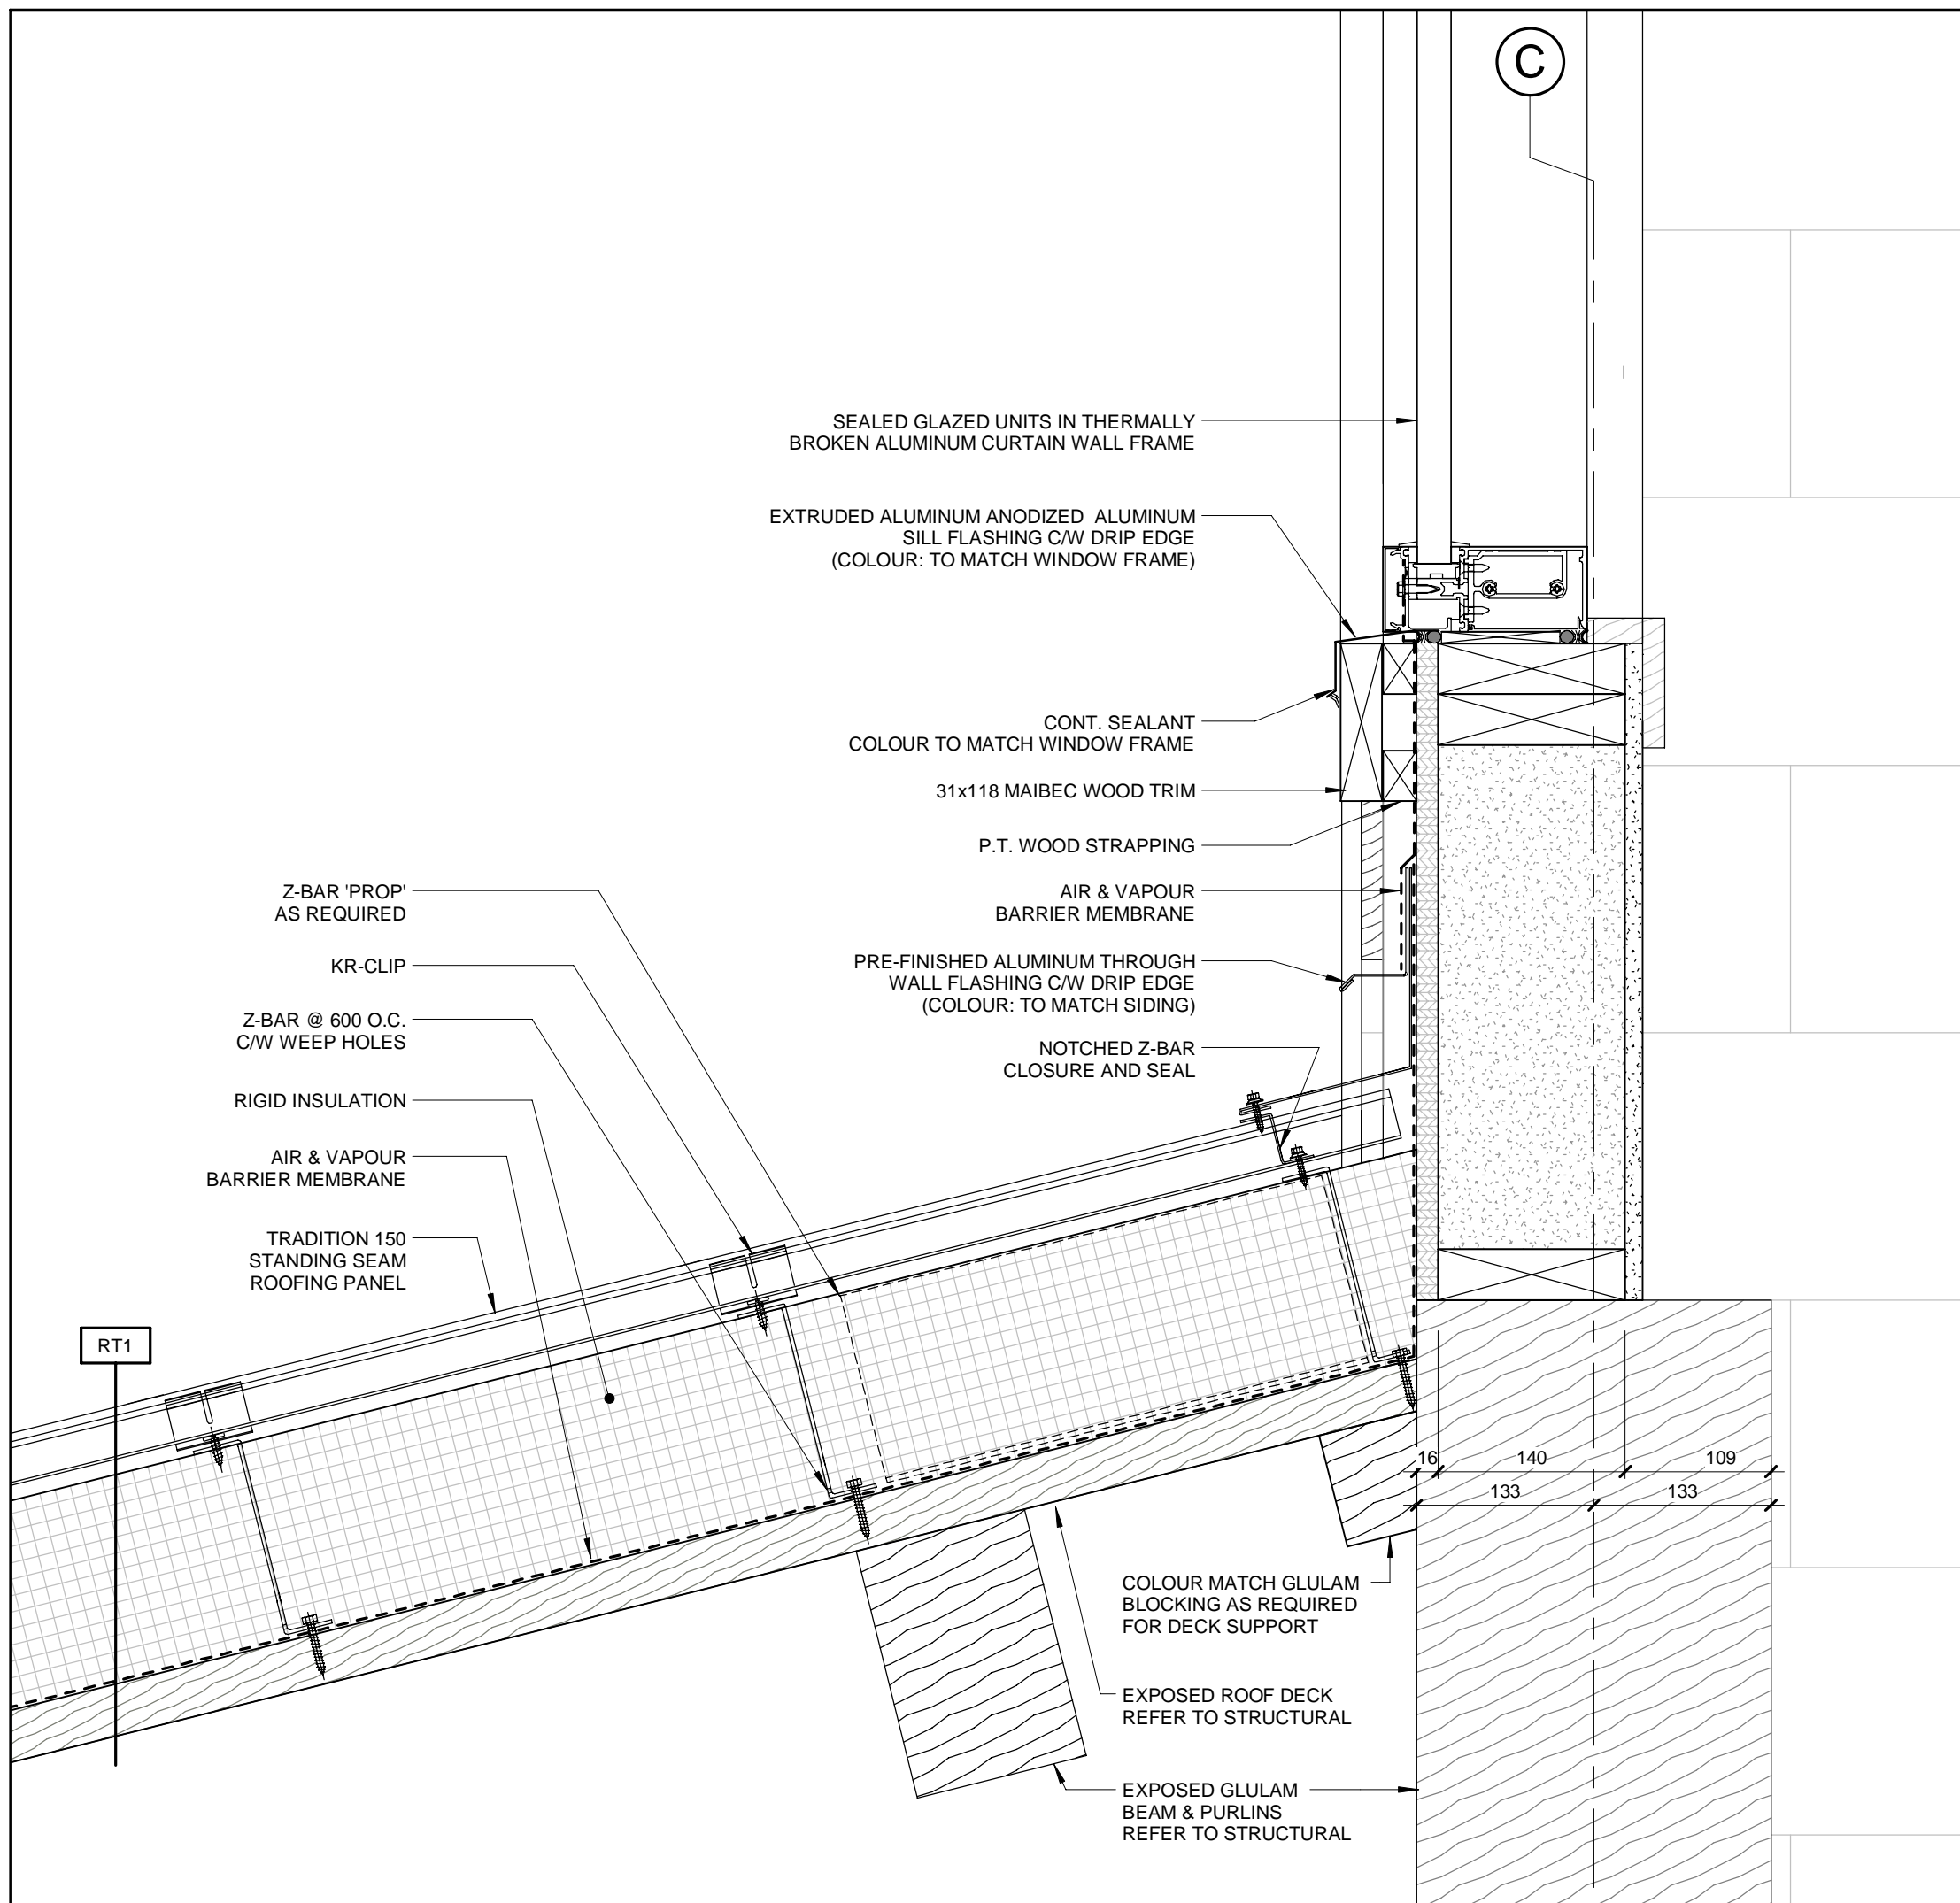 C
SEALED GLAZED UNITS IN THERMALLY
BROKEN ALUMINUM CURTAIN WALL FRAME
EXTRUDED ALUMINUM ANODIZED ALUMINUM
SILL FLASHING C/W DRIP EDGE
(COLOUR: TO MATCH WINDOW FRAME)
CONT. SEALANT
COLOUR TO MATCH WINDOW FRAME
31x118 MAIBEC WOOD TRIM
P.T. WOOD STRAPPING
AIR & VAPOUR
BARRIER MEMBRANE
PRE-FINISHED ALUMINUM THROUGH
WALL FLASHING C/W DRIP EDGE
(COLOUR: TO MATCH SIDING)
NOTCHED Z-BAR
CLOSURE AND SEAL
Z-BAR 'PROP'
AS REQUIRED
KR-CLIP
Z-BAR @ 600 O.C.
C/W WEEP HOLES
RIGID INSULATION
AIR & VAPOUR
BARRIER MEMBRANE
TRADITION 150
STANDING SEAM
ROOFING PANEL
RT1
16 140 109
133 133
COLOUR MATCH GLULAM
BLOCKING AS REQUIRED
FOR DECK SUPPORT
EXPOSED ROOF DECK
REFER TO STRUCTURAL
EXPOSED GLULAM
BEAM & PURLINS
REFER TO STRUCTURAL